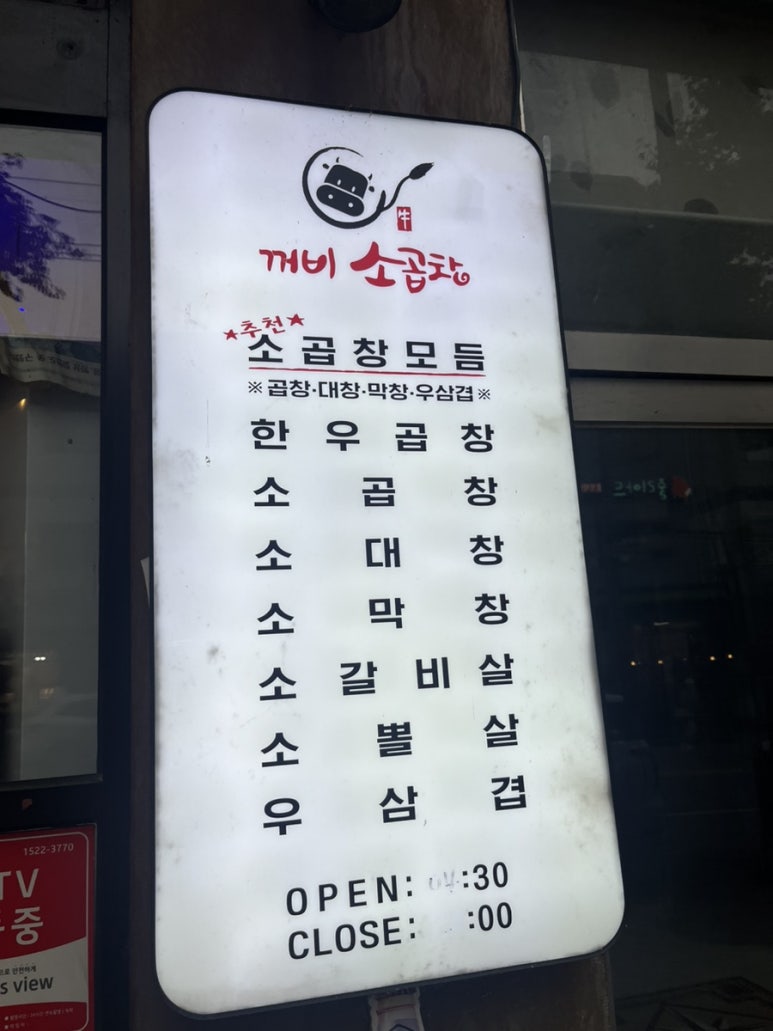 牛
꺼비 소곱창
★추천★
소곱창모듬
※곱창·대창·막창·우삼겹※
한우곱창
소곱창
소대창
소막창
소갈비살
소뽈살
우삼겹
OPEN: :30
CLOSE: :00
1522-3770
TV
중
s view